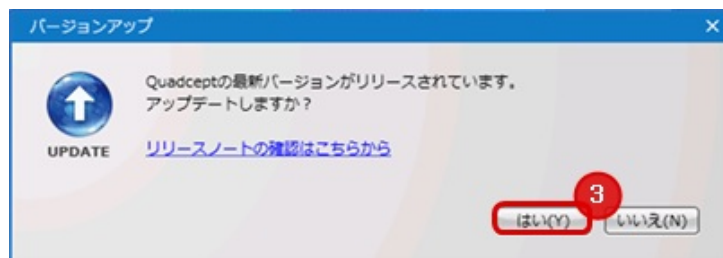 バージョンアップ
Quadceptの最新バージョンがリリースされています。
アップデートしますか？
UPDATE
リリースノートの確認はこちらから
3
はい(Y)
いいえ(N)